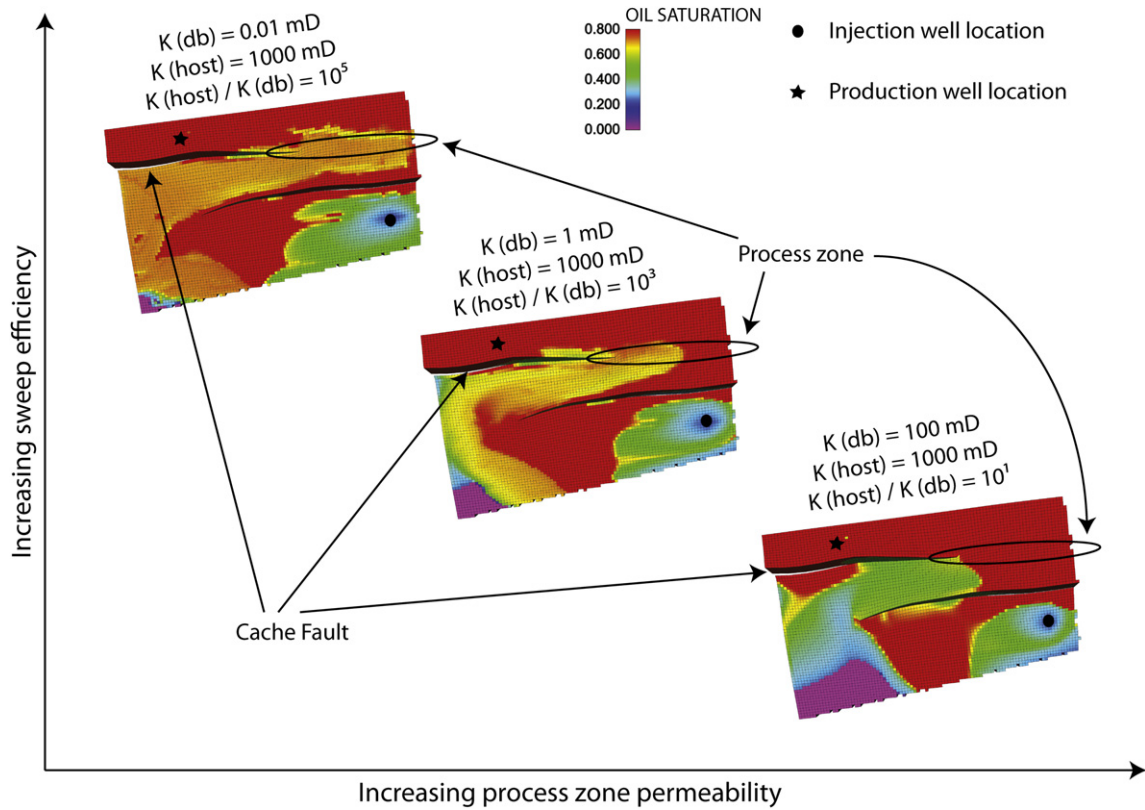 K (db) = 0.01 mD
K (host) = 1000 mD
K (host) / K (db) = 10⁵
OIL SATURATION
0.800
0.600
0.400
0.200
0.000
Injection well location
Production well location
K (db) = 1 mD
K (host) = 1000 mD
K (host) / K (db) = 10³
Process zone
K (db) = 100 mD
K (host) = 1000 mD
K (host) / K (db) = 10¹
Cache Fault
Increasing sweep efficiency
Increasing process zone permeability